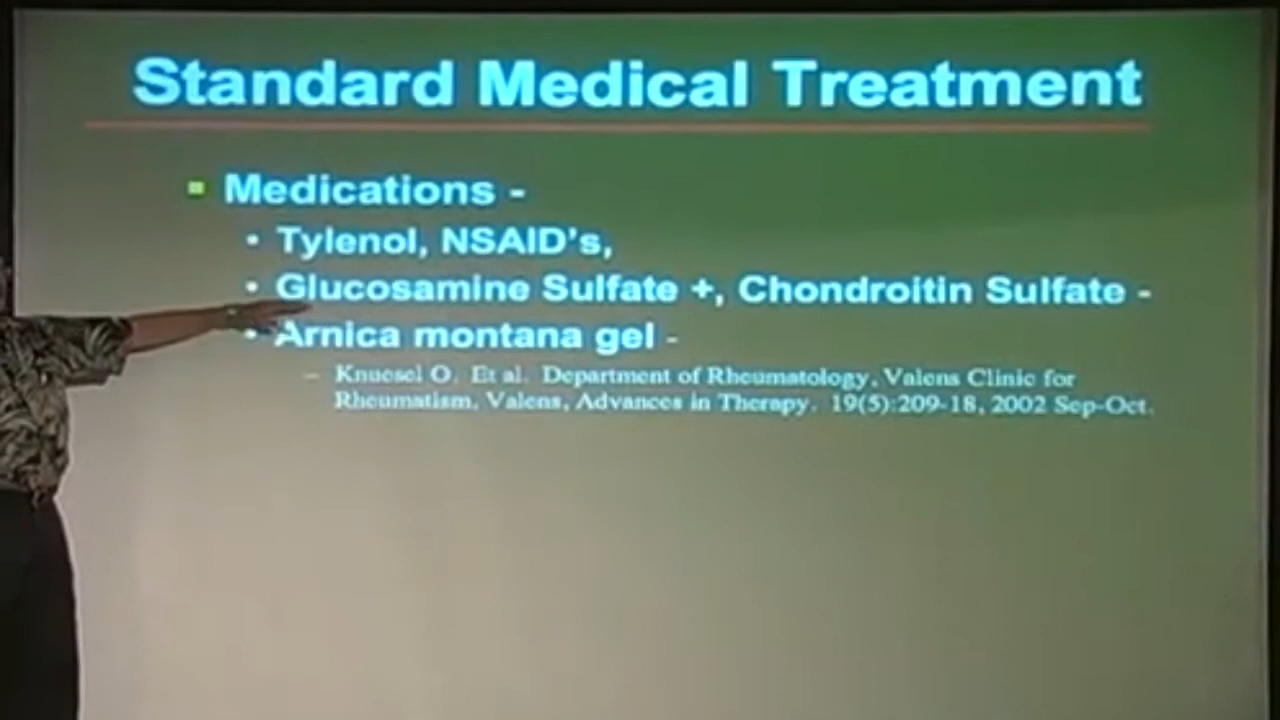 Standard Medical Treatment
Medications -
• Tylenol, NSAID's,
• Glucosamine Sulfate +, Chondroitin Sulfate -
• Arnica montana gel -
– Knuesel O. Et al. Department of Rheumatology, Valens Clinic for
Rheumatism, Valens, Advances in Therapy. 19(5):209-18, 2002 Sep-Oct.